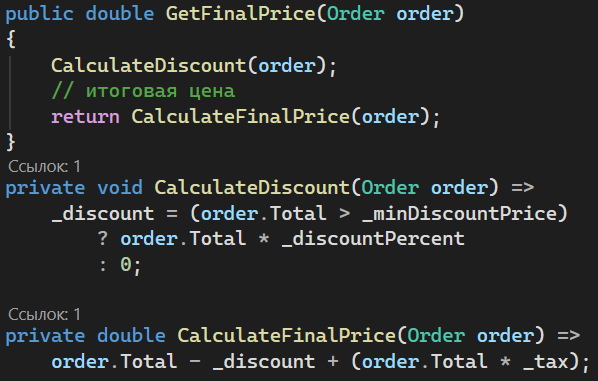 public double GetFinalPrice(Order order)
{
    CalculateDiscount(order);
    // итоговая цена
    return CalculateFinalPrice(order);
}
Ссылок: 1
private void CalculateDiscount(Order order) =>
    _discount = (order.Total > _minDiscountPrice)
        ? order.Total * _discountPercent
        : 0;
Ссылок: 1
private double CalculateFinalPrice(Order order) =>
    order.Total - _discount + (order.Total * _tax);